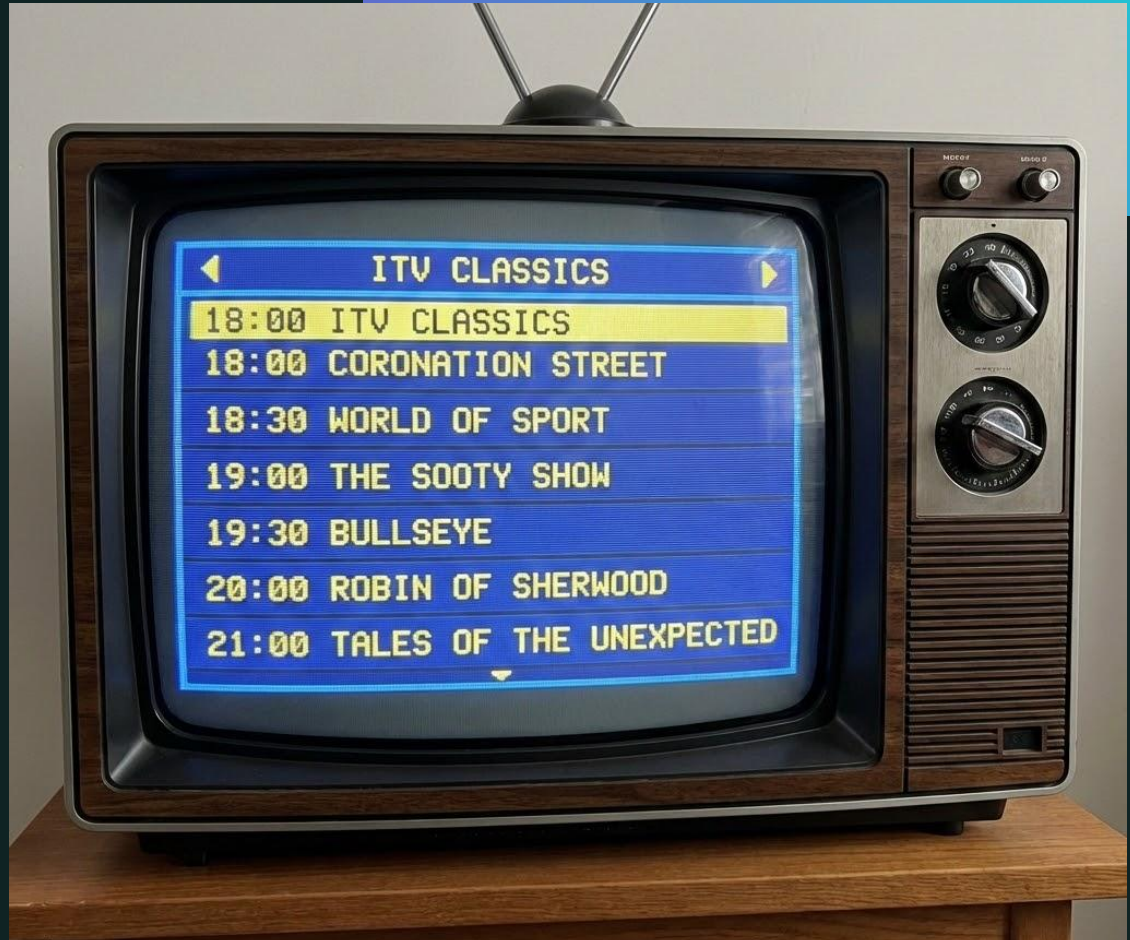 ITV CLASSICS
18:00 ITV CLASSICS
18:00 CORONATION STREET
18:30 WORLD OF SPORT
19:00 THE SOOTY SHOW
19:30 BULLSEYE
20:00 ROBIN OF SHERWOOD
21:00 TALES OF THE UNEXPECTED